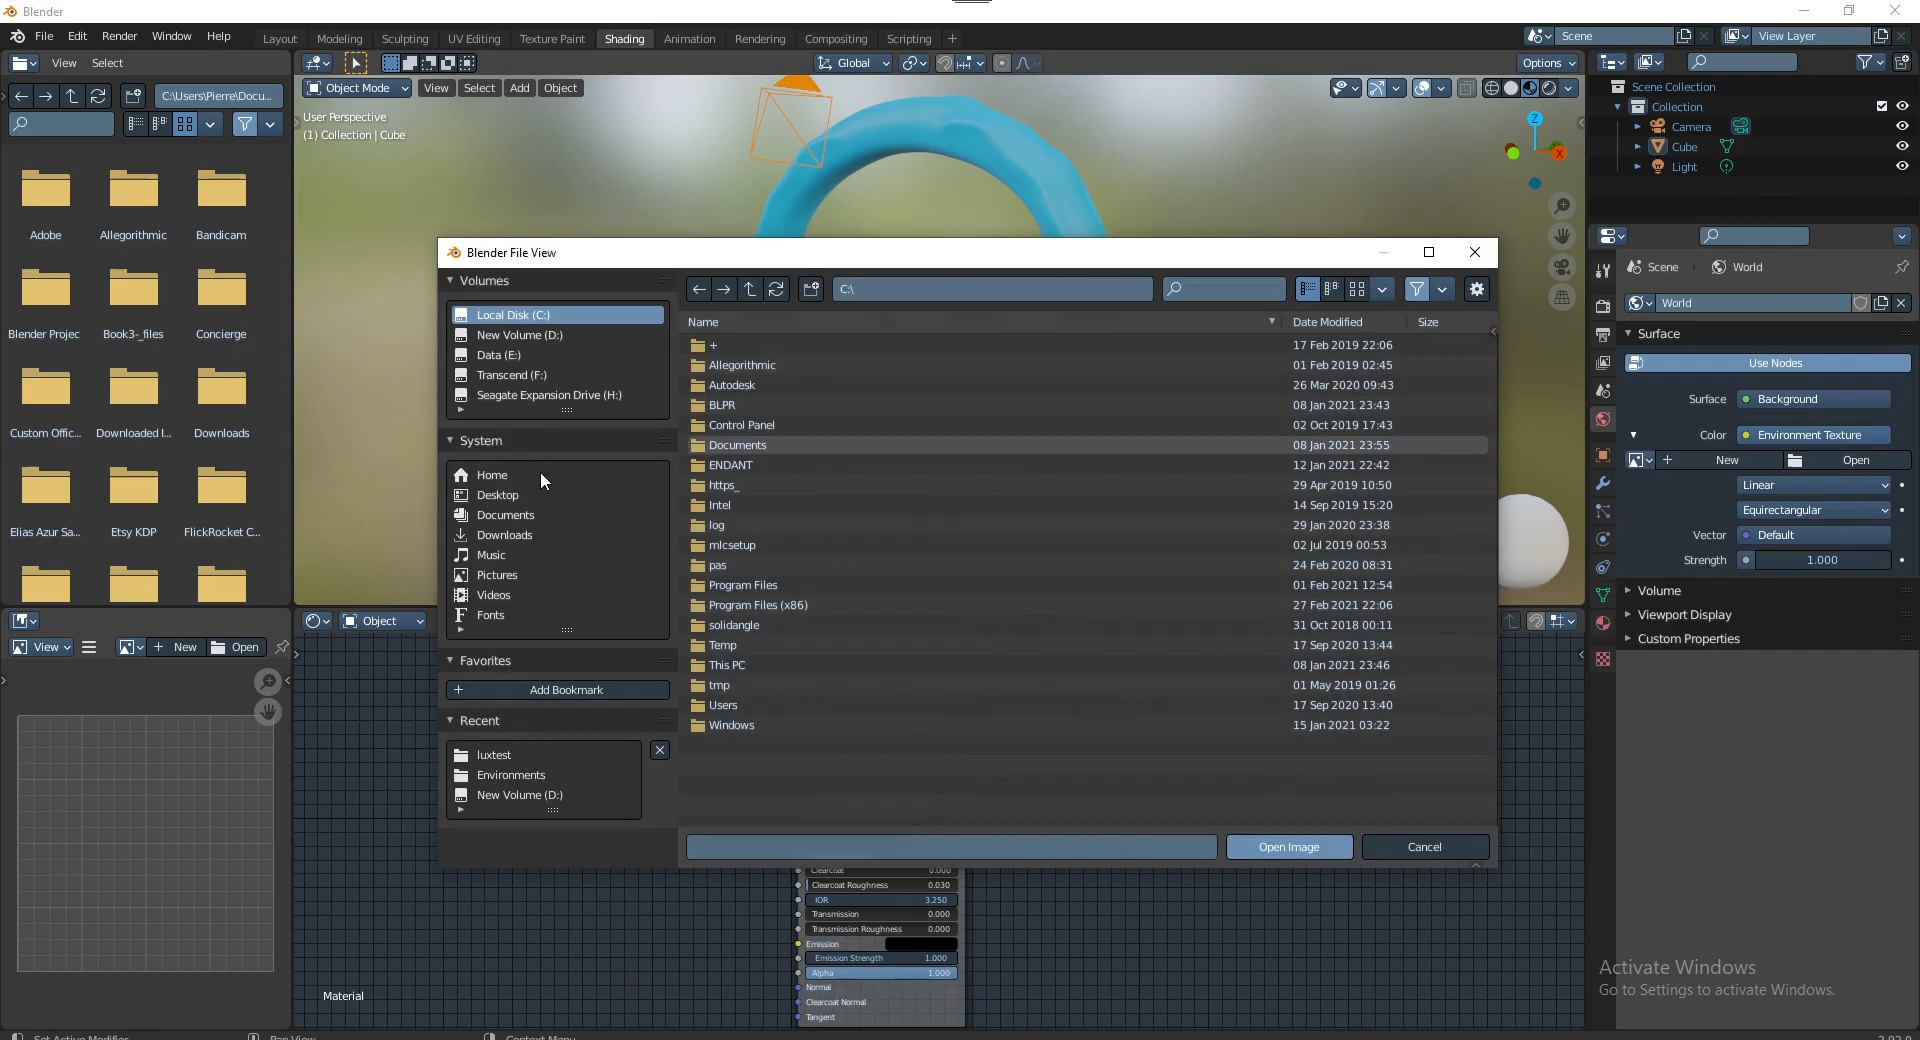 Blender
File Edit Render Window Help Layout Modeling Sculpting UV Editing Texture Paint Shading Animation Rendering Compositing Scripting + Scene View Layer
View Select Global Options
C:\Users\Pierre\Docu... Object Mode View Select Add Object
User Perspective
(1) Collection | Cube
Z
X
Scene Collection
Collection
Camera
Cube
Light
Adobe Allegorithmic Bandicam
Blender Projec Book3-_files Concierge
Custom Offic... Downloaded I... Downloads
Elias Azur Sa... Etsy KDP FlickRocket C...
Blender File View
Volumes
Local Disk (C:)
New Volume (D:)
Data (E:)
Transcend (F:)
Seagate Expansion Drive (H:)
System
Home
Desktop
Documents
Downloads
Music
Pictures
Videos
Fonts
Favorites
+ Add Bookmark
Recent
luxtest
Environments
New Volume (D:)
C:\
Name Date Modified Size
+ 17 Feb 2019 22:06
Allegorithmic 01 Feb 2019 02:45
Autodesk 26 Mar 2020 09:43
BLPR 08 Jan 2021 23:43
Control Panel 02 Oct 2019 17:43
Documents 08 Jan 2021 23:55
ENDANT 12 Jan 2021 22:42
https_ 29 Apr 2019 10:50
Intel 14 Sep 2019 15:20
log 29 Jan 2020 23:38
mlcsetup 02 Jul 2019 00:53
pas 24 Feb 2020 08:31
Program Files 01 Feb 2021 12:54
Program Files (x86) 27 Feb 2021 22:06
solidangle 31 Oct 2018 00:11
Temp 17 Sep 2020 13:44
This PC 08 Jan 2021 23:46
tmp 01 May 2019 01:26
Users 17 Sep 2020 13:40
Windows 15 Jan 2021 03:22
Open Image Cancel
Scene World
World
Surface
Use Nodes
Surface Background
Color Environment Texture
+ New Open
Linear
Equirectangular
Vector Default
Strength 1.000
Volume
Viewport Display
Custom Properties
View + New Open
Object
Clearcoat 0.000
Clearcoat Roughness 0.030
IOR 3.250
Transmission 0.000
Transmission Roughness 0.000
Emission
Emission Strength 1.000
Alpha 1.000
Normal
Clearcoat Normal
Tangent
Material
Activate Windows
Go to Settings to activate Windows.
Set Active Modifier Pan View Context Menu 2.92.0